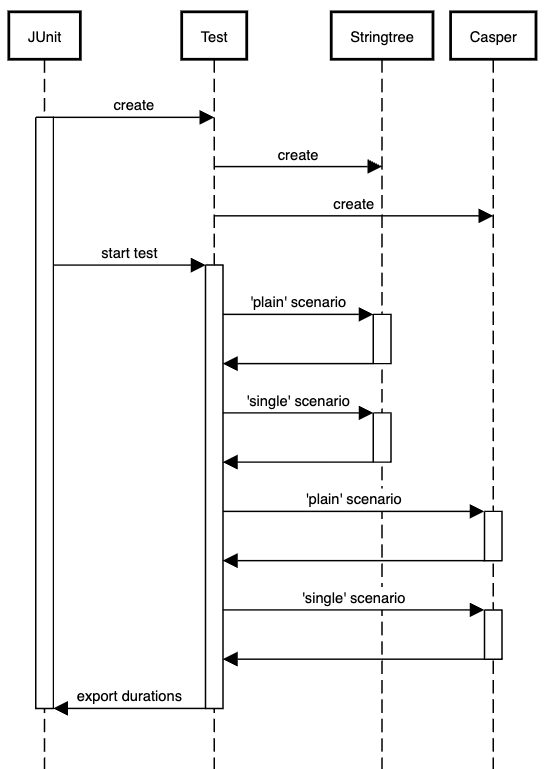 JUnit
Test
Stringtree
Casper
create
create
create
start test
'plain' scenario
'single' scenario
'plain' scenario
'single' scenario
export durations